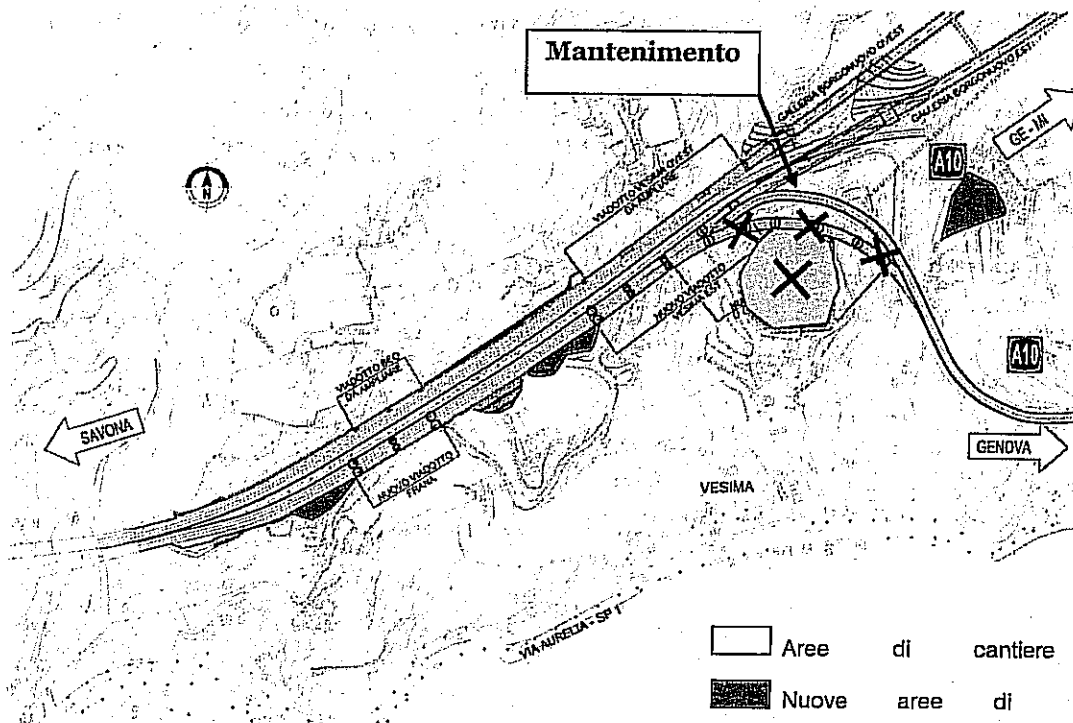 Mantenimento
GALLERIA BORGONUOVO OVEST
GALLERIA BORGONUOVO EST
GE - MI
A10
VIADOTTO VESIMA OVEST
DA AMPLIARE
N
NUOVO VIADOTTO
VESIMA EST
A10
VIADOTTO BEO
DA AMPLIARE
SAVONA
GENOVA
NUOVO VIADOTTO
FRANA
VESIMA
VIA AURELIA - SP 1
Aree di cantiere
Nuove aree di